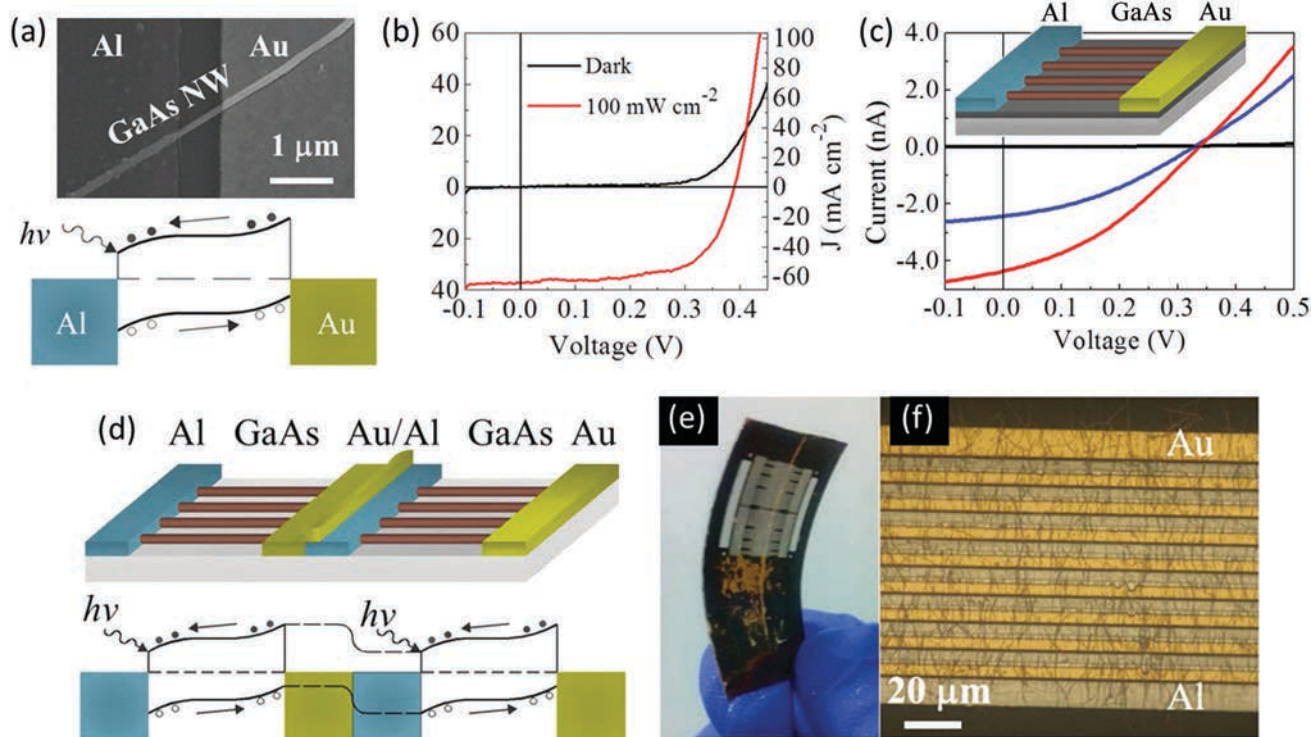 (a)
Al
Au
GaAs NW
1 μm
hν
Al
Au
(b)
60
40
20
0
20
40
Dark
100 mW cm⁻²
100
80
60
40
20
0
-20
-40
-60
J (mA cm⁻²)
-0.1 0.0 0.1 0.2 0.3 0.4
Voltage (V)
(c)
Al GaAs Au
4.0
2.0
0.0
-2.0
-4.0
Current (nA)
-0.1 0.0 0.1 0.2 0.3 0.4 0.5
Voltage (V)
(d)
Al GaAs Au/Al GaAs Au
hν
hν
(e)
(f)
Au
20 μm
Al